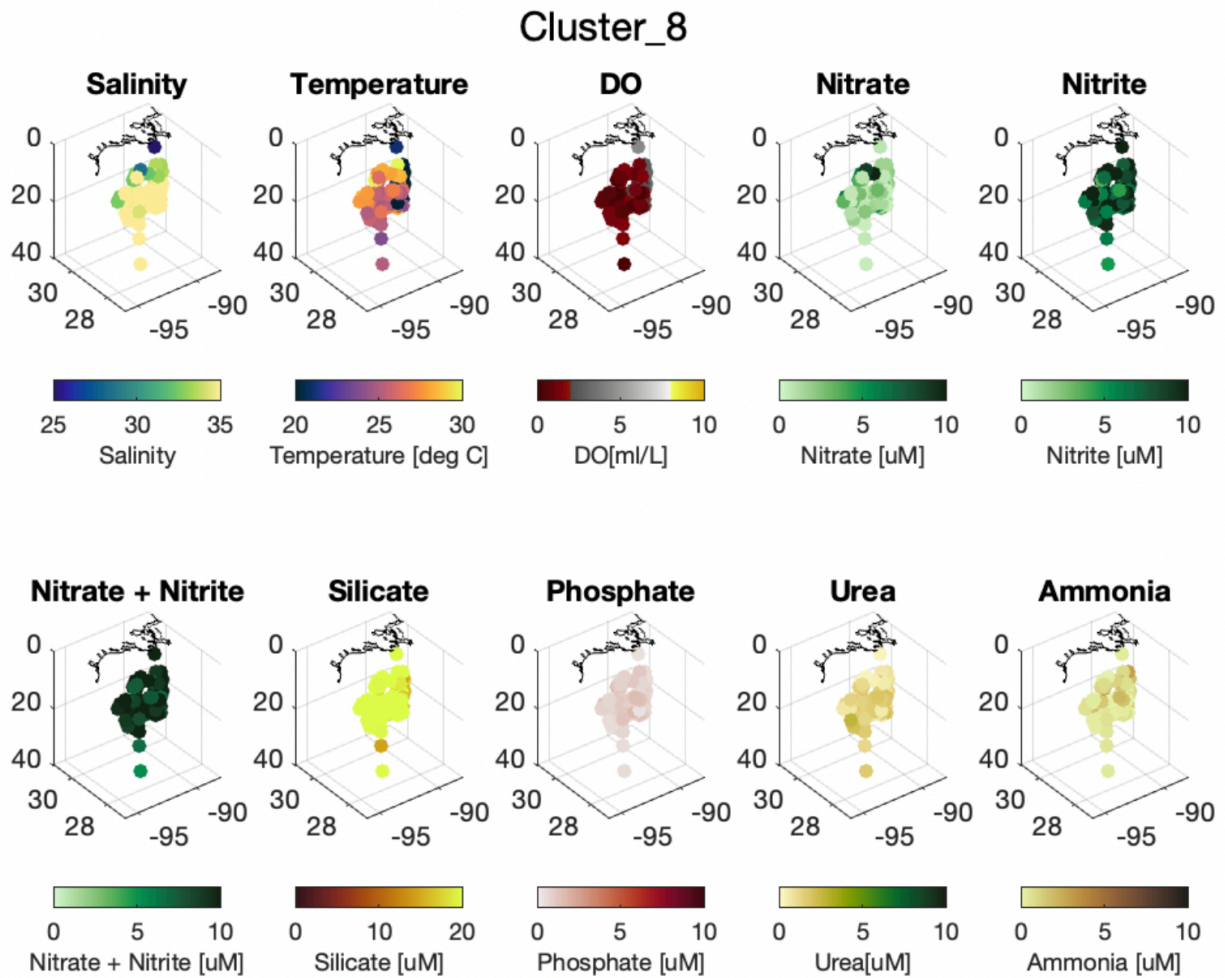 Cluster_8
Salinity Temperature DO Nitrate Nitrite
0 0 0 0 0
20 20 20 20 20
40 40 40 40 40
30 -90 30 -90 30 -90 30 -90 30 -90
28 -95 28 -95 28 -95 28 -95 28 -95
25 30 35 20 25 30 0 5 10 0 5 10 0 5 10
Salinity Temperature [deg C] DO[ml/L] Nitrate [uM] Nitrite [uM]
Nitrate + Nitrite Silicate Phosphate Urea Ammonia
0 0 0 0 0
20 20 20 20 20
40 40 40 40 40
30 -90 30 -90 30 -90 30 -90 30 -90
28 -95 28 -95 28 -95 28 -95 28 -95
0 5 10 0 10 20 0 5 10 0 5 10 0 5 10
Nitrate + Nitrite [uM] Silicate [uM] Phosphate [uM] Urea[uM] Ammonia [uM]